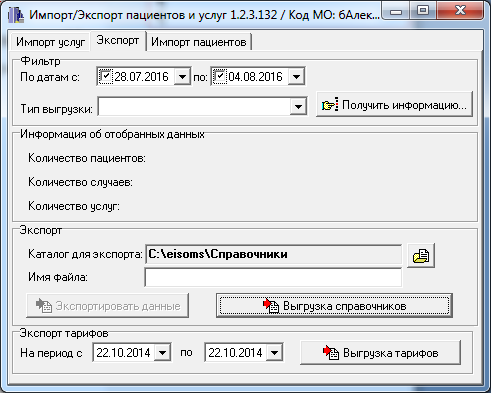 Импорт/Экспорт пациентов и услуг 1.2.3.132 / Код МО: бАлек...
Импорт услуг Экспорт Импорт пациентов
Фильтр
По датам с: 28.07.2016 по: 04.08.2016
Тип выгрузки: Получить информацию...
Информация об отобранных данных
Количество пациентов:
Количество случаев:
Количество услуг:
Экспорт
Каталог для экспорта: C:\eisoms\Справочники
Имя Файла:
Экспортировать данные Выгрузка справочников
Экспорт тарифов
На период с 22.10.2014 по 22.10.2014 Выгрузка тарифов